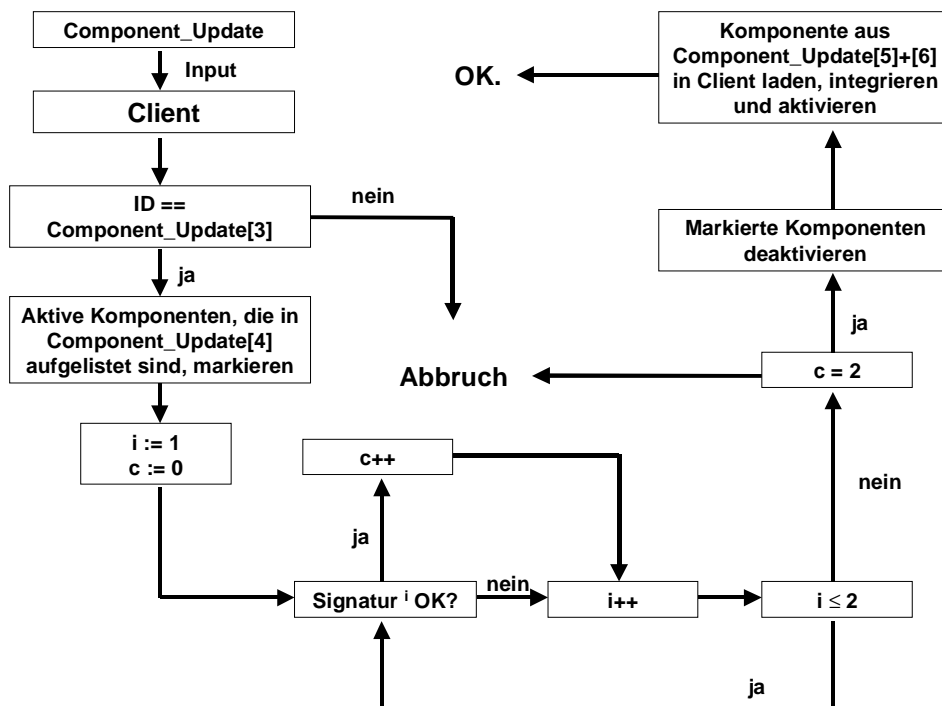 Component_Update
Input
Client
ID ==
Component_Update[3]
nein
ja
Aktive Komponenten, die in
Component_Update[4]
aufgelistet sind, markieren
i := 1
c := 0
Signatur i OK?
ja
c++
nein
i++
i ≤ 2
ja
nein
c = 2
Abbruch
ja
Markierte Komponenten
deaktivieren
Komponente aus
Component_Update[5]+[6]
in Client laden, integrieren
und aktivieren
OK.